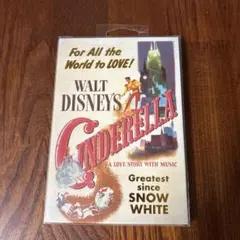 For All the
World to LOVE!
WALT
DISNEY'S
CINDERELLA
A LOVE STORY WITH MUSIC
Greatest
since
SNOW
WHITE